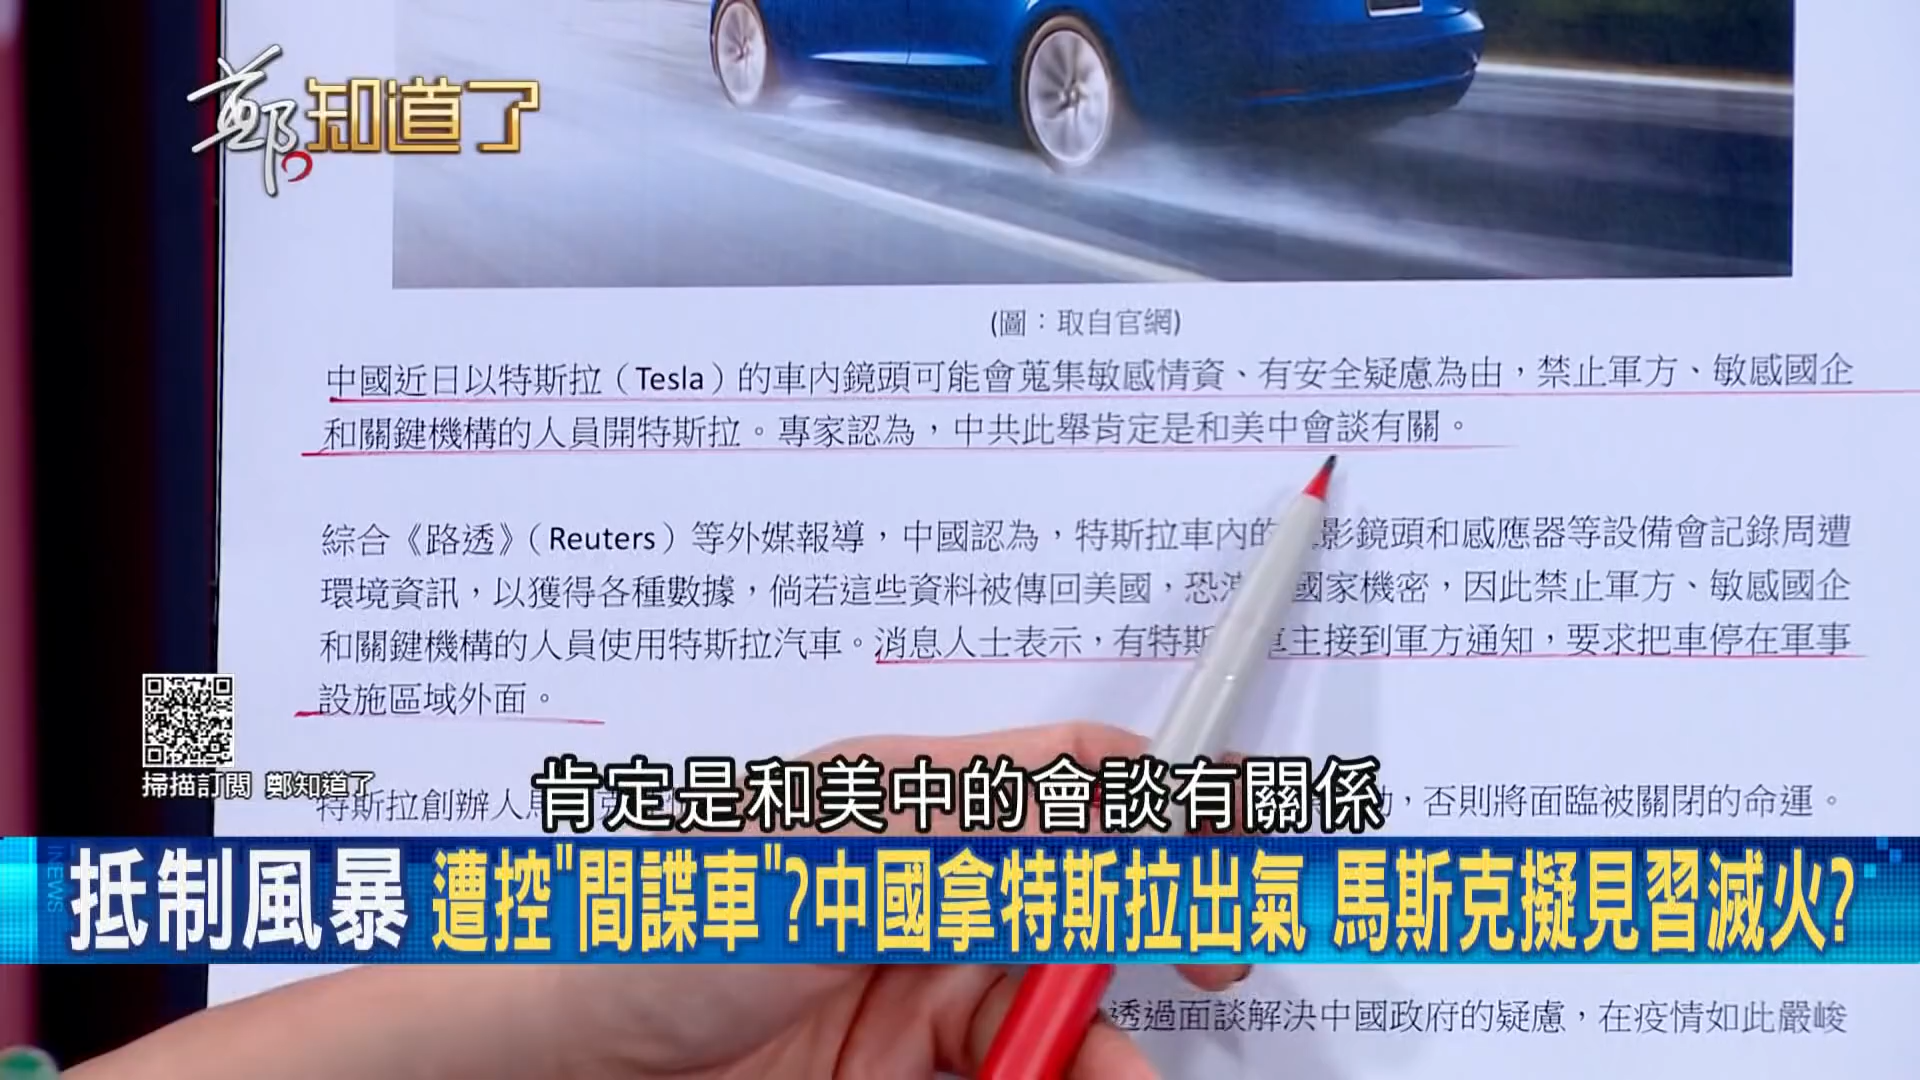 鄭知道了
(圖：取自官網)
中國近日以特斯拉（Tesla）的車內鏡頭可能會蒐集敏感情資、有安全疑慮為由，禁止軍方、敏感國企
和關鍵機構的人員開特斯拉。專家認為，中共此舉肯定是和美中會談有關。
綜合《路透》（Reuters）等外媒報導，中國認為，特斯拉車內的影鏡頭和感應器等設備會記錄周遭
環境資訊，以獲得各種數據，倘若這些資料被傳回美國，恐國家機密，因此禁止軍方、敏感國企
和關鍵機構的人員使用特斯拉汽車。消息人士表示，有特斯車主接到軍方通知，要求把車停在軍事
設施區域外面。
掃描訂閱 鄭知道了
特斯拉創辦人馬，否則將面臨被關閉的命運。
肯定是和美中的會談有關係
NEWS
抵制風暴 遭控"間諜車"?中國拿特斯拉出氣 馬斯克擬見習滅火?
透過面談解決中國政府的疑慮，在疫情如此嚴峻